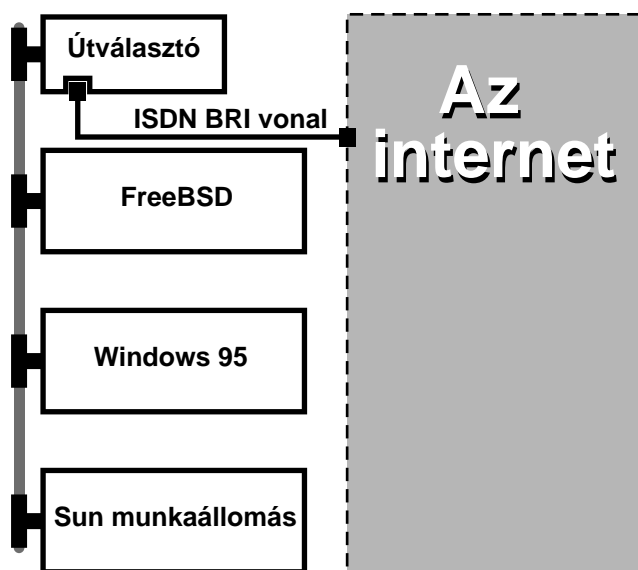 Útválasztó
ISDN BRI vonal
Az
internet
FreeBSD
Windows 95
Sun munkaállomás